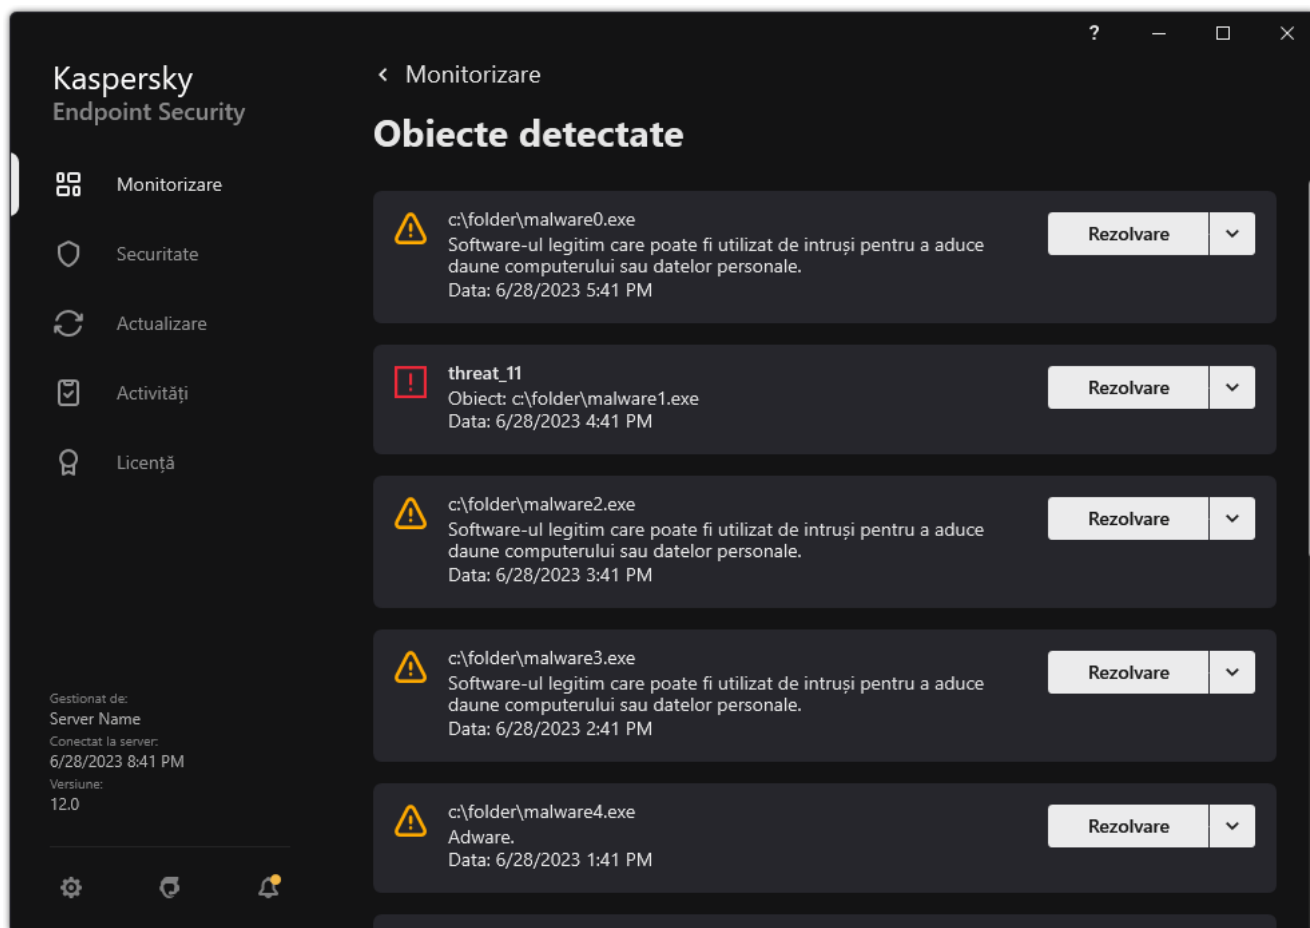 ?
Kaspersky
Endpoint Security
Monitorizare
Securitate
Actualizare
Activități
Licență
Gestionat de:
Server Name
Conectat la server:
6/28/2023 8:41 PM
Versiune:
12.0
Monitorizare
Obiecte detectate
c:\folder\malware0.exe
Software-ul legitim care poate fi utilizat de intruși pentru a aduce
daune computerului sau datelor personale.
Data: 6/28/2023 5:41 PM
Rezolvare
threat_11
Obiect: c:\folder\malware1.exe
Data: 6/28/2023 4:41 PM
Rezolvare
c:\folder\malware2.exe
Software-ul legitim care poate fi utilizat de intruși pentru a aduce
daune computerului sau datelor personale.
Data: 6/28/2023 3:41 PM
Rezolvare
c:\folder\malware3.exe
Software-ul legitim care poate fi utilizat de intruși pentru a aduce
daune computerului sau datelor personale.
Data: 6/28/2023 2:41 PM
Rezolvare
c:\folder\malware4.exe
Adware.
Data: 6/28/2023 1:41 PM
Rezolvare